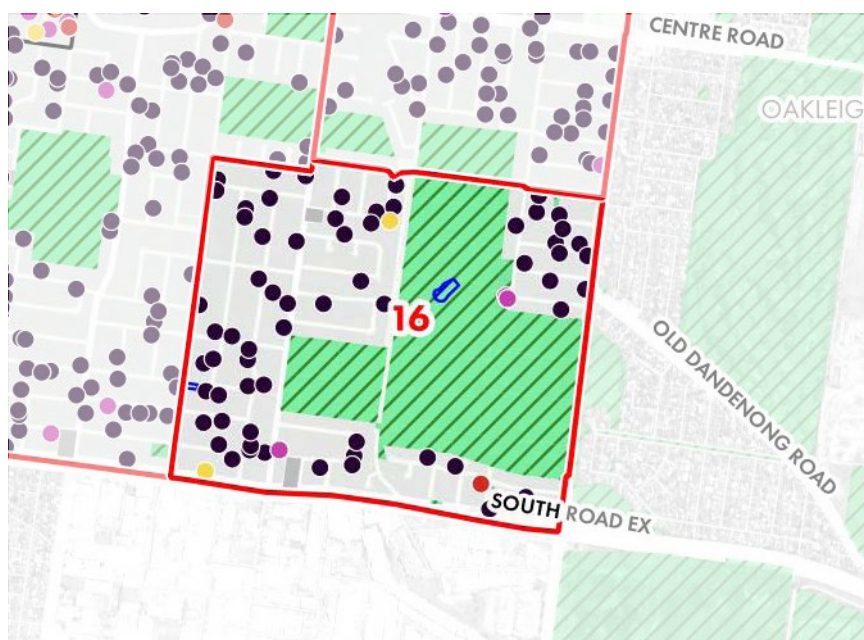 CENTRE ROAD
OAKLEIG
16
OLD DANDENONG ROAD
SOUTH ROAD EX